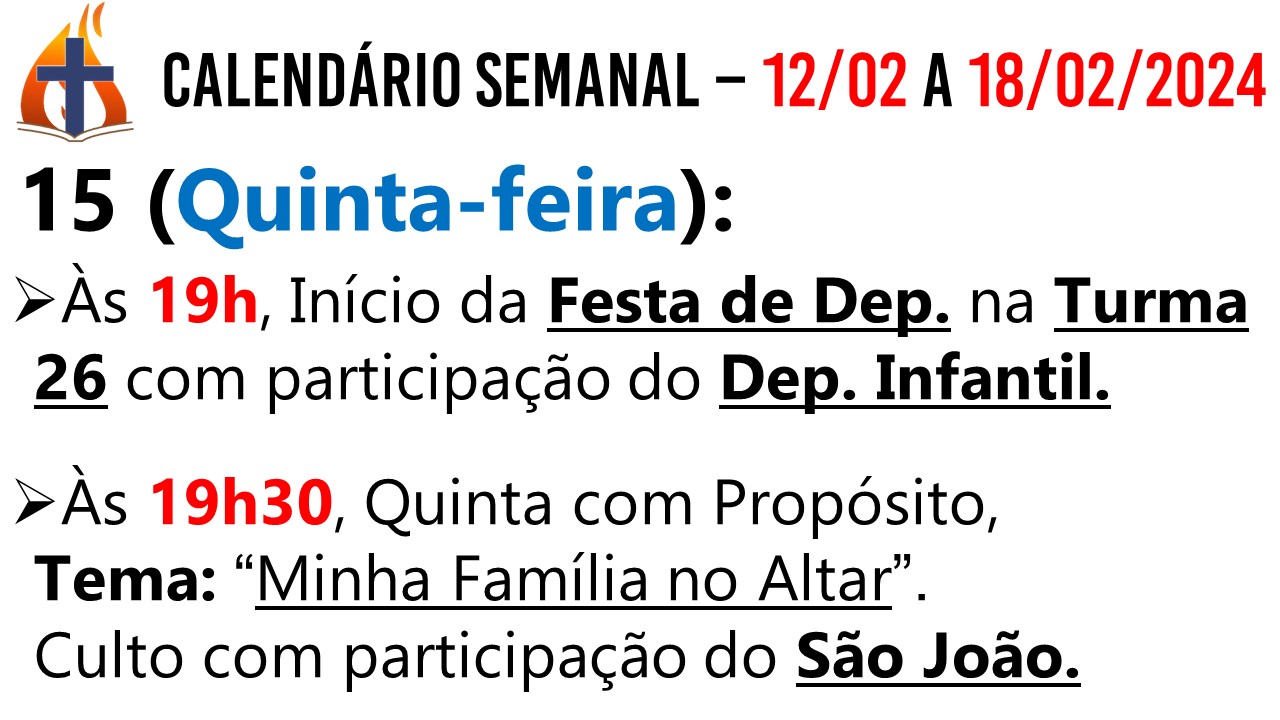 CALENDÁRIO SEMANAL – 12/02 A 18/02/2024
15 (Quinta-feira):
➢Às 19h, Início da Festa de Dep. na Turma
26 com participação do Dep. Infantil.
➢Às 19h30, Quinta com Propósito,
Tema: “Minha Família no Altar”.
Culto com participação do São João.